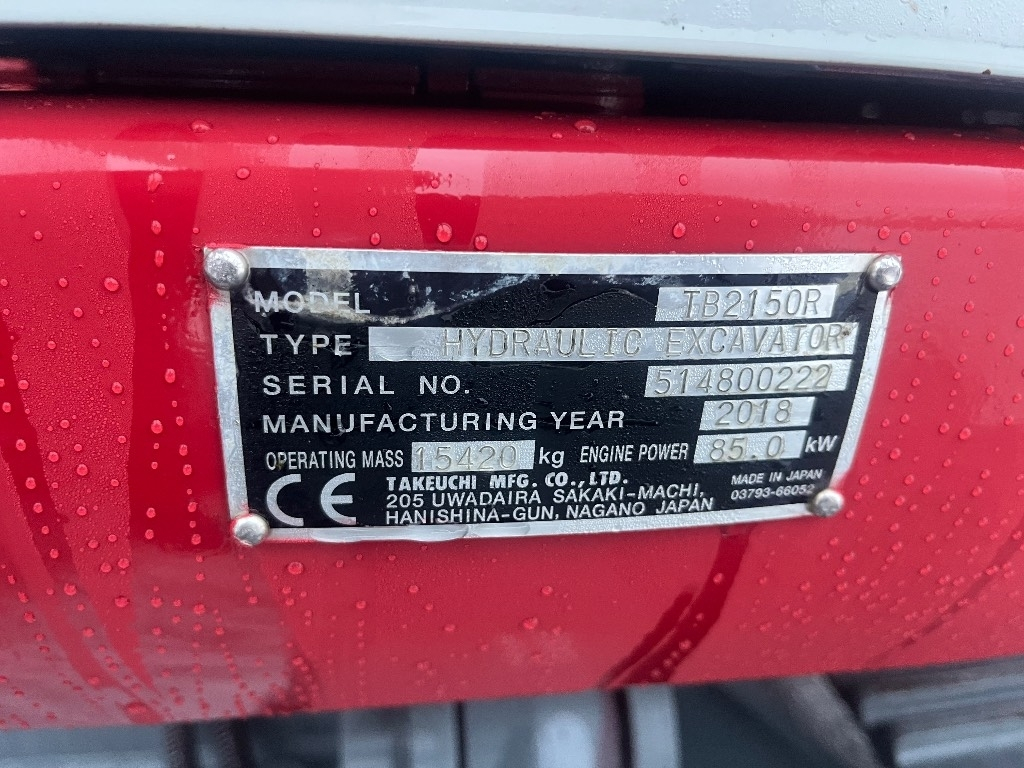 MODEL TB2150R
TYPE HYDRAULIC EXCAVATOR
SERIAL NO. 514800222
MANUFACTURING YEAR 2018
OPERATING MASS 15420 kg ENGINE POWER 85.0 kW
CE TAKEUCHI MFG. CO., LTD. MADE IN JAPAN
205 UWADAIRA SAKAKI-MACHI, 03793-66052
HANISHINA-GUN, NAGANO JAPAN